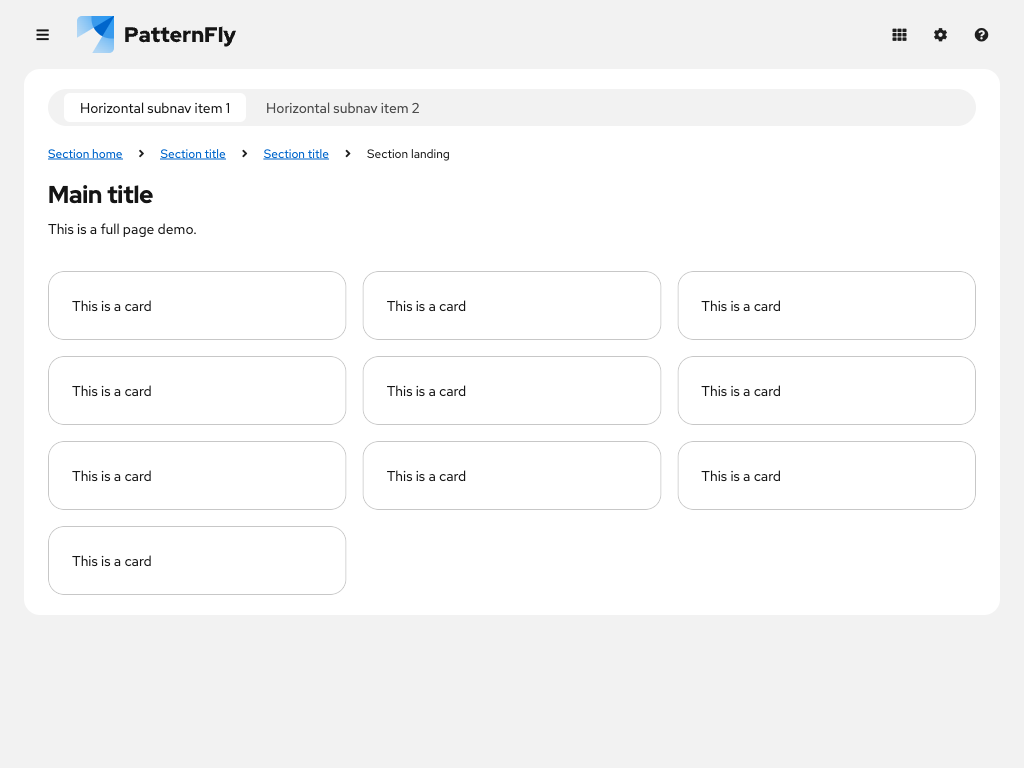 PatternFly
Horizontal subnav item 1 Horizontal subnav item 2
Section home Section title Section title Section landing
Main title
This is a full page demo.
This is a card This is a card This is a card
This is a card This is a card This is a card
This is a card This is a card This is a card
This is a card